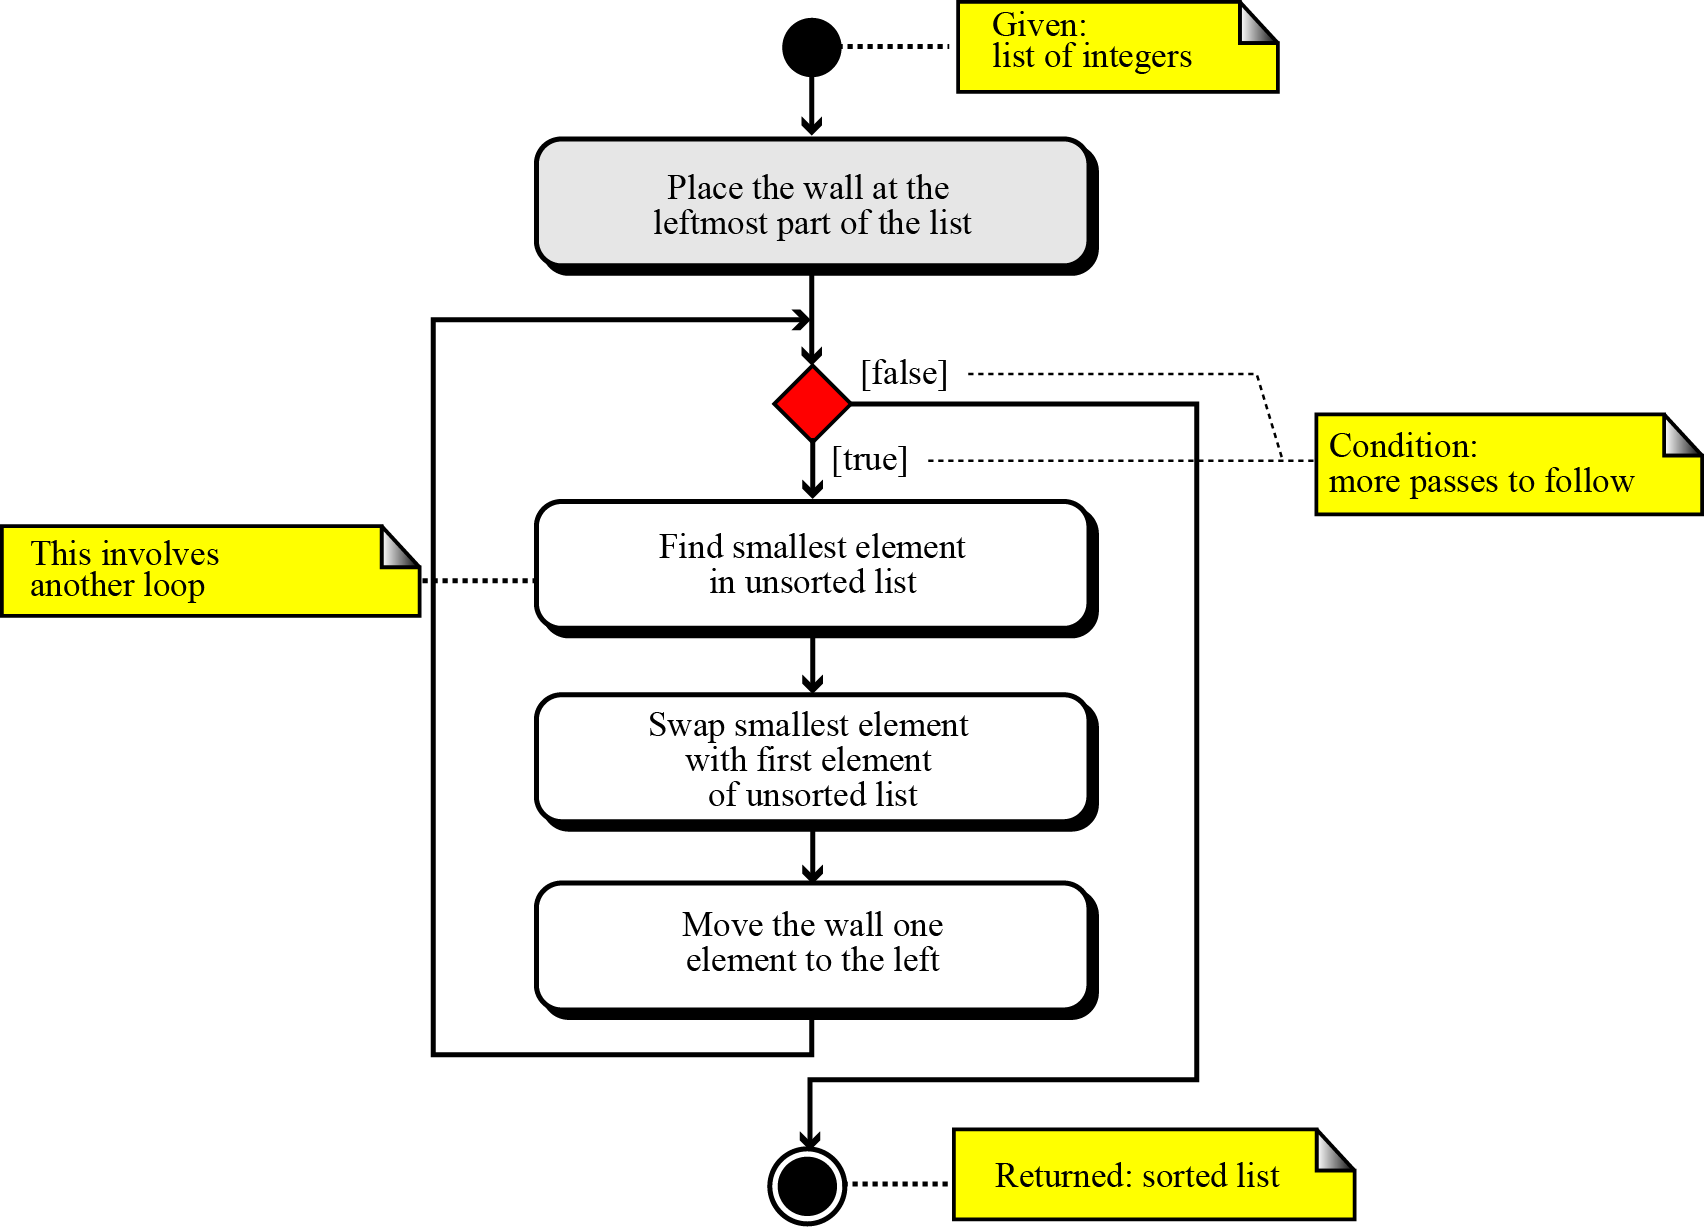 Given:
list of integers
Place the wall at the
leftmost part of the list
[false]
[true]
Condition:
more passes to follow
This involves
another loop
Find smallest element
in unsorted list
Swap smallest element
with first element
of unsorted list
Move the wall one
element to the left
Returned: sorted list